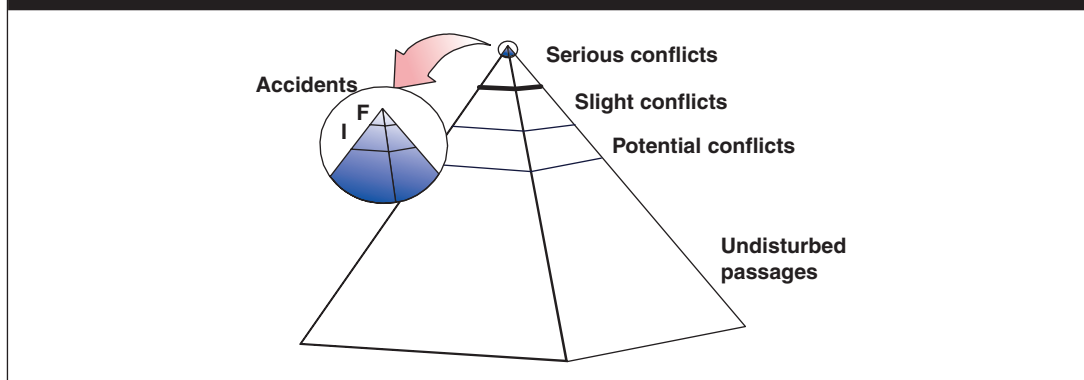 Serious conflicts
Accidents
F
Slight conflicts
I
Potential conflicts
Undisturbed
passages